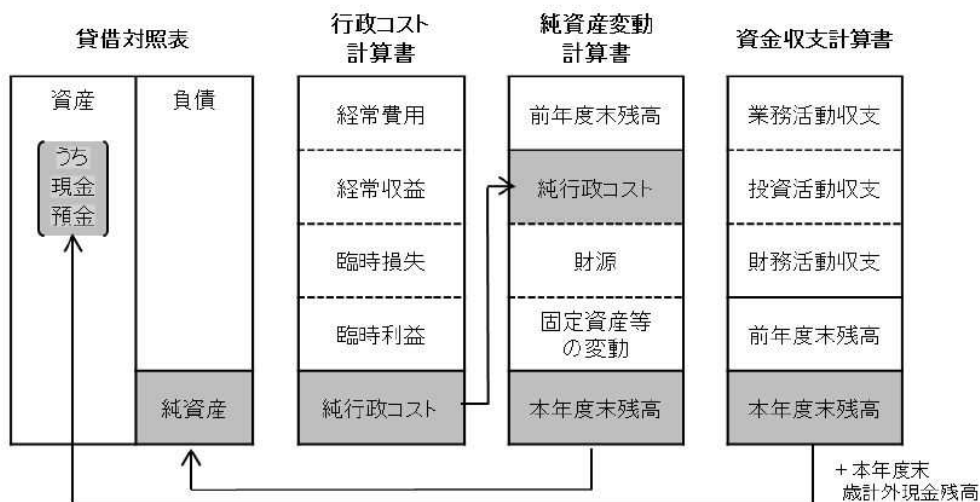 貸借対照表
資産
うち
現金
預金
負債
純資産
行政コスト
計算書
経常費用
経常収益
臨時損失
臨時利益
純行政コスト
純資産変動
計算書
前年度末残高
純行政コスト
財源
固定資産等
の変動
本年度末残高
資金収支計算書
業務活動収支
投資活動収支
財務活動収支
前年度末残高
本年度末残高
+本年度末
歳計外現金残高